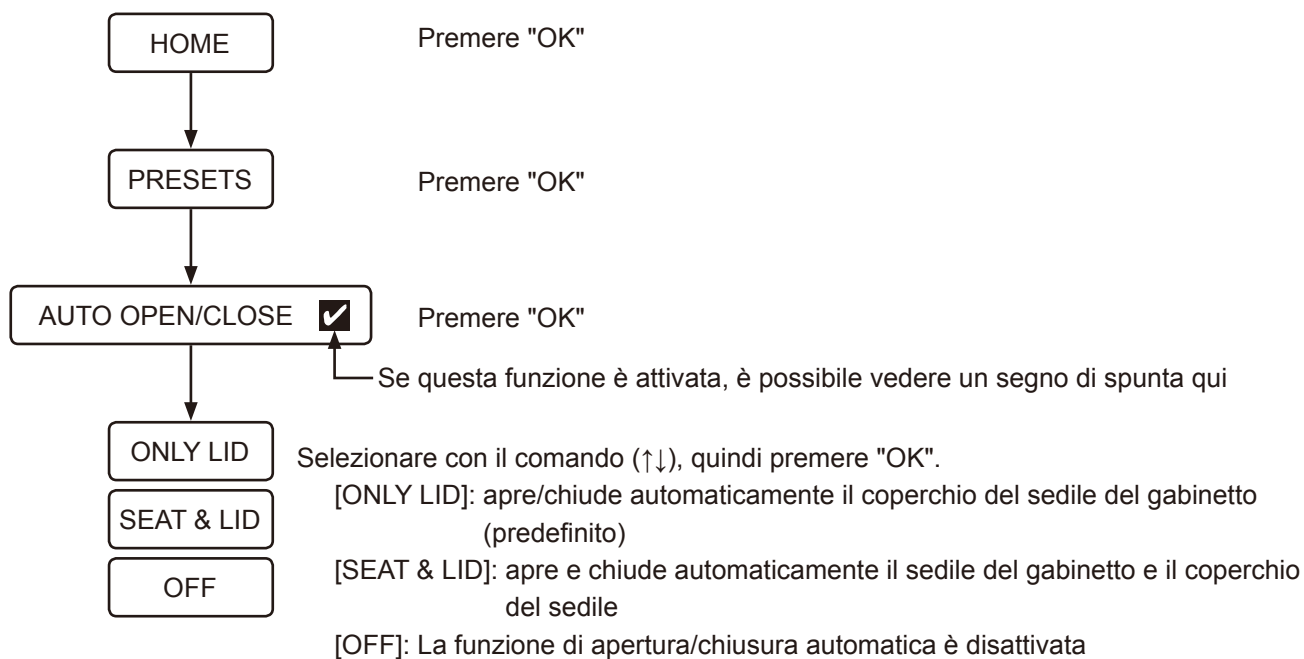 HOME Premere "OK"
PRESETS Premere "OK"
AUTO OPEN/CLOSE ✔ Premere "OK"
Se questa funzione è attivata, è possibile vedere un segno di spunta qui
ONLY LID
Selezionare con il comando (↑↓), quindi premere "OK".
[ONLY LID]: apre/chiude automaticamente il coperchio del sedile del gabinetto
(predefinito)
SEAT & LID
[SEAT & LID]: apre e chiude automaticamente il sedile del gabinetto e il coperchio
del sedile
OFF
[OFF]: La funzione di apertura/chiusura automatica è disattivata